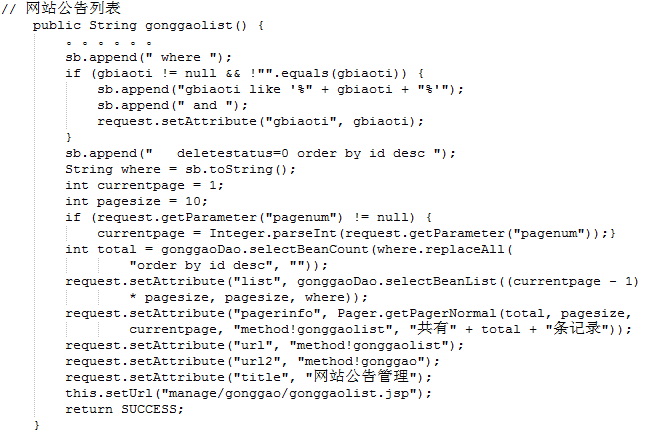 // 网站公告列表
public String gonggaolist() {
。。。。。。
sb.append(" where ");
if (gbiaoti != null && !"".equals(gbiaoti)) {
sb.append("gbiaoti like '%" + gbiaoti + "%'");
sb.append(" and ");
request.setAttribute("gbiaoti", gbiaoti);
}
sb.append("   deletestatus=0 order by id desc ");
String where = sb.toString();
int currentpage = 1;
int pagesize = 10;
if (request.getParameter("pagenum") != null) {
currentpage = Integer.parseInt(request.getParameter("pagenum"));}
int total = gonggaoDao.selectBeanCount(where.replaceAll(
"order by id desc", ""));
request.setAttribute("list", gonggaoDao.selectBeanList((currentpage - 1)
* pagesize, pagesize, where));
request.setAttribute("pagerinfo", Pager.getPagerNormal(total, pagesize,
currentpage, "method!gonggaolist", "共有" + total + "条记录"));
request.setAttribute("url", "method!gonggaolist");
request.setAttribute("url2", "method!gonggao");
request.setAttribute("title", "网站公告管理");
this.setUrl("manage/gonggao/gonggaolist.jsp");
return SUCCESS;
}